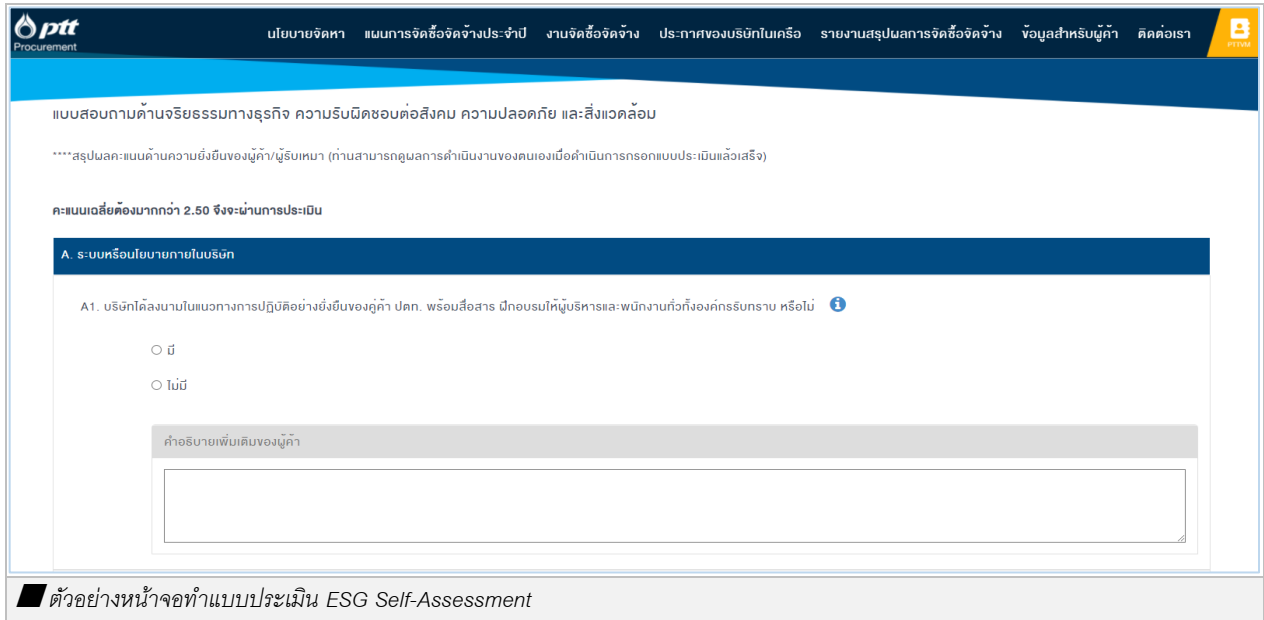 ptt
Procurement
นโยบายจัดหา แผนการจัดซื้อจัดจ้างประจำปี งานจัดซื้อจัดจ้าง ประกาศของบริษัทในเครือ รายงานสรุปผลการจัดซื้อจัดจ้าง ข้อมูลสำหรับผู้ค้า ติดต่อเรา
PTTVM
แบบสอบถามด้านจริยธรรมทางธุรกิจ ความรับผิดชอบต่อสังคม ความปลอดภัย และสิ่งแวดล้อม
****สรุปผลคะแนนด้านความยั่งยืนของผู้ค้า/ผู้รับเหมา (ท่านสามารถดูผลการดำเนินงานของตนเองเมื่อดำเนินการกรอกแบบประเมินแล้วเสร็จ)
คะแนนเฉลี่ยต้องมากกว่า 2.50 จึงจะผ่านการประเมิน
A. ระบบหรือนโยบายภายในบริษัท
A1. บริษัทได้ลงนามในแนวทางการปฏิบัติอย่างยั่งยืนของคู่ค้า ปตท. พร้อมสื่อสาร ฝึกอบรมให้ผู้บริหารและพนักงานทั่วทั้งองค์กรรับทราบ หรือไม่
มี
ไม่มี
คำอธิบายเพิ่มเติมของผู้ค้า
ตัวอย่างหน้าจอทำแบบประเมิน ESG Self-Assessment